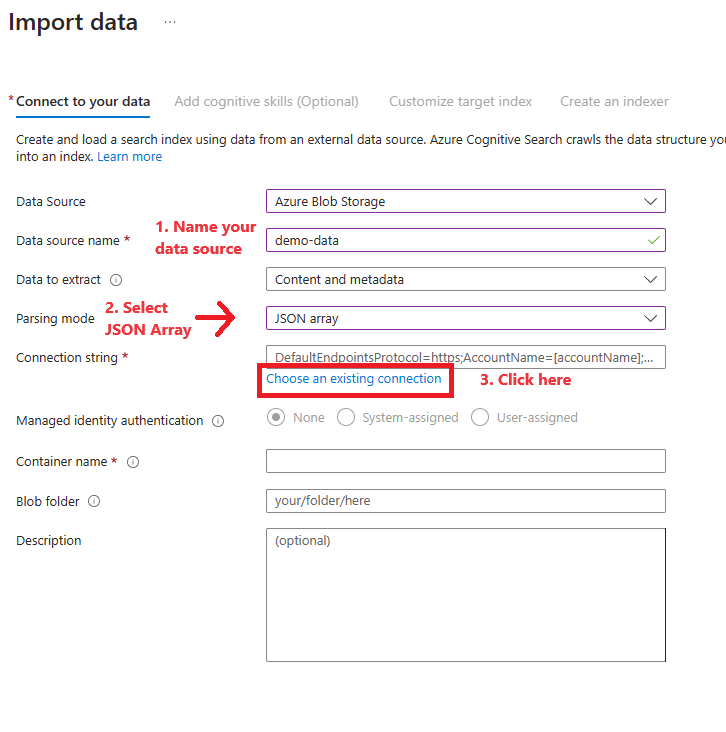 Import data ...
* Connect to your data Add cognitive skills (Optional) Customize target index Create an indexer
Create and load a search index using data from an external data source. Azure Cognitive Search crawls the data structure you
into an index. Learn more
Data Source Azure Blob Storage
1. Name your
data source
Data source name * demo-data
Data to extract Content and metadata
2. Select
JSON Array
Parsing mode JSON array
Connection string * DefaultEndpointsProtocol=https;AccountName=[accountName];...
Choose an existing connection 3. Click here
Managed identity authentication None System-assigned User-assigned
Container name *
Blob folder your/folder/here
Description (optional)